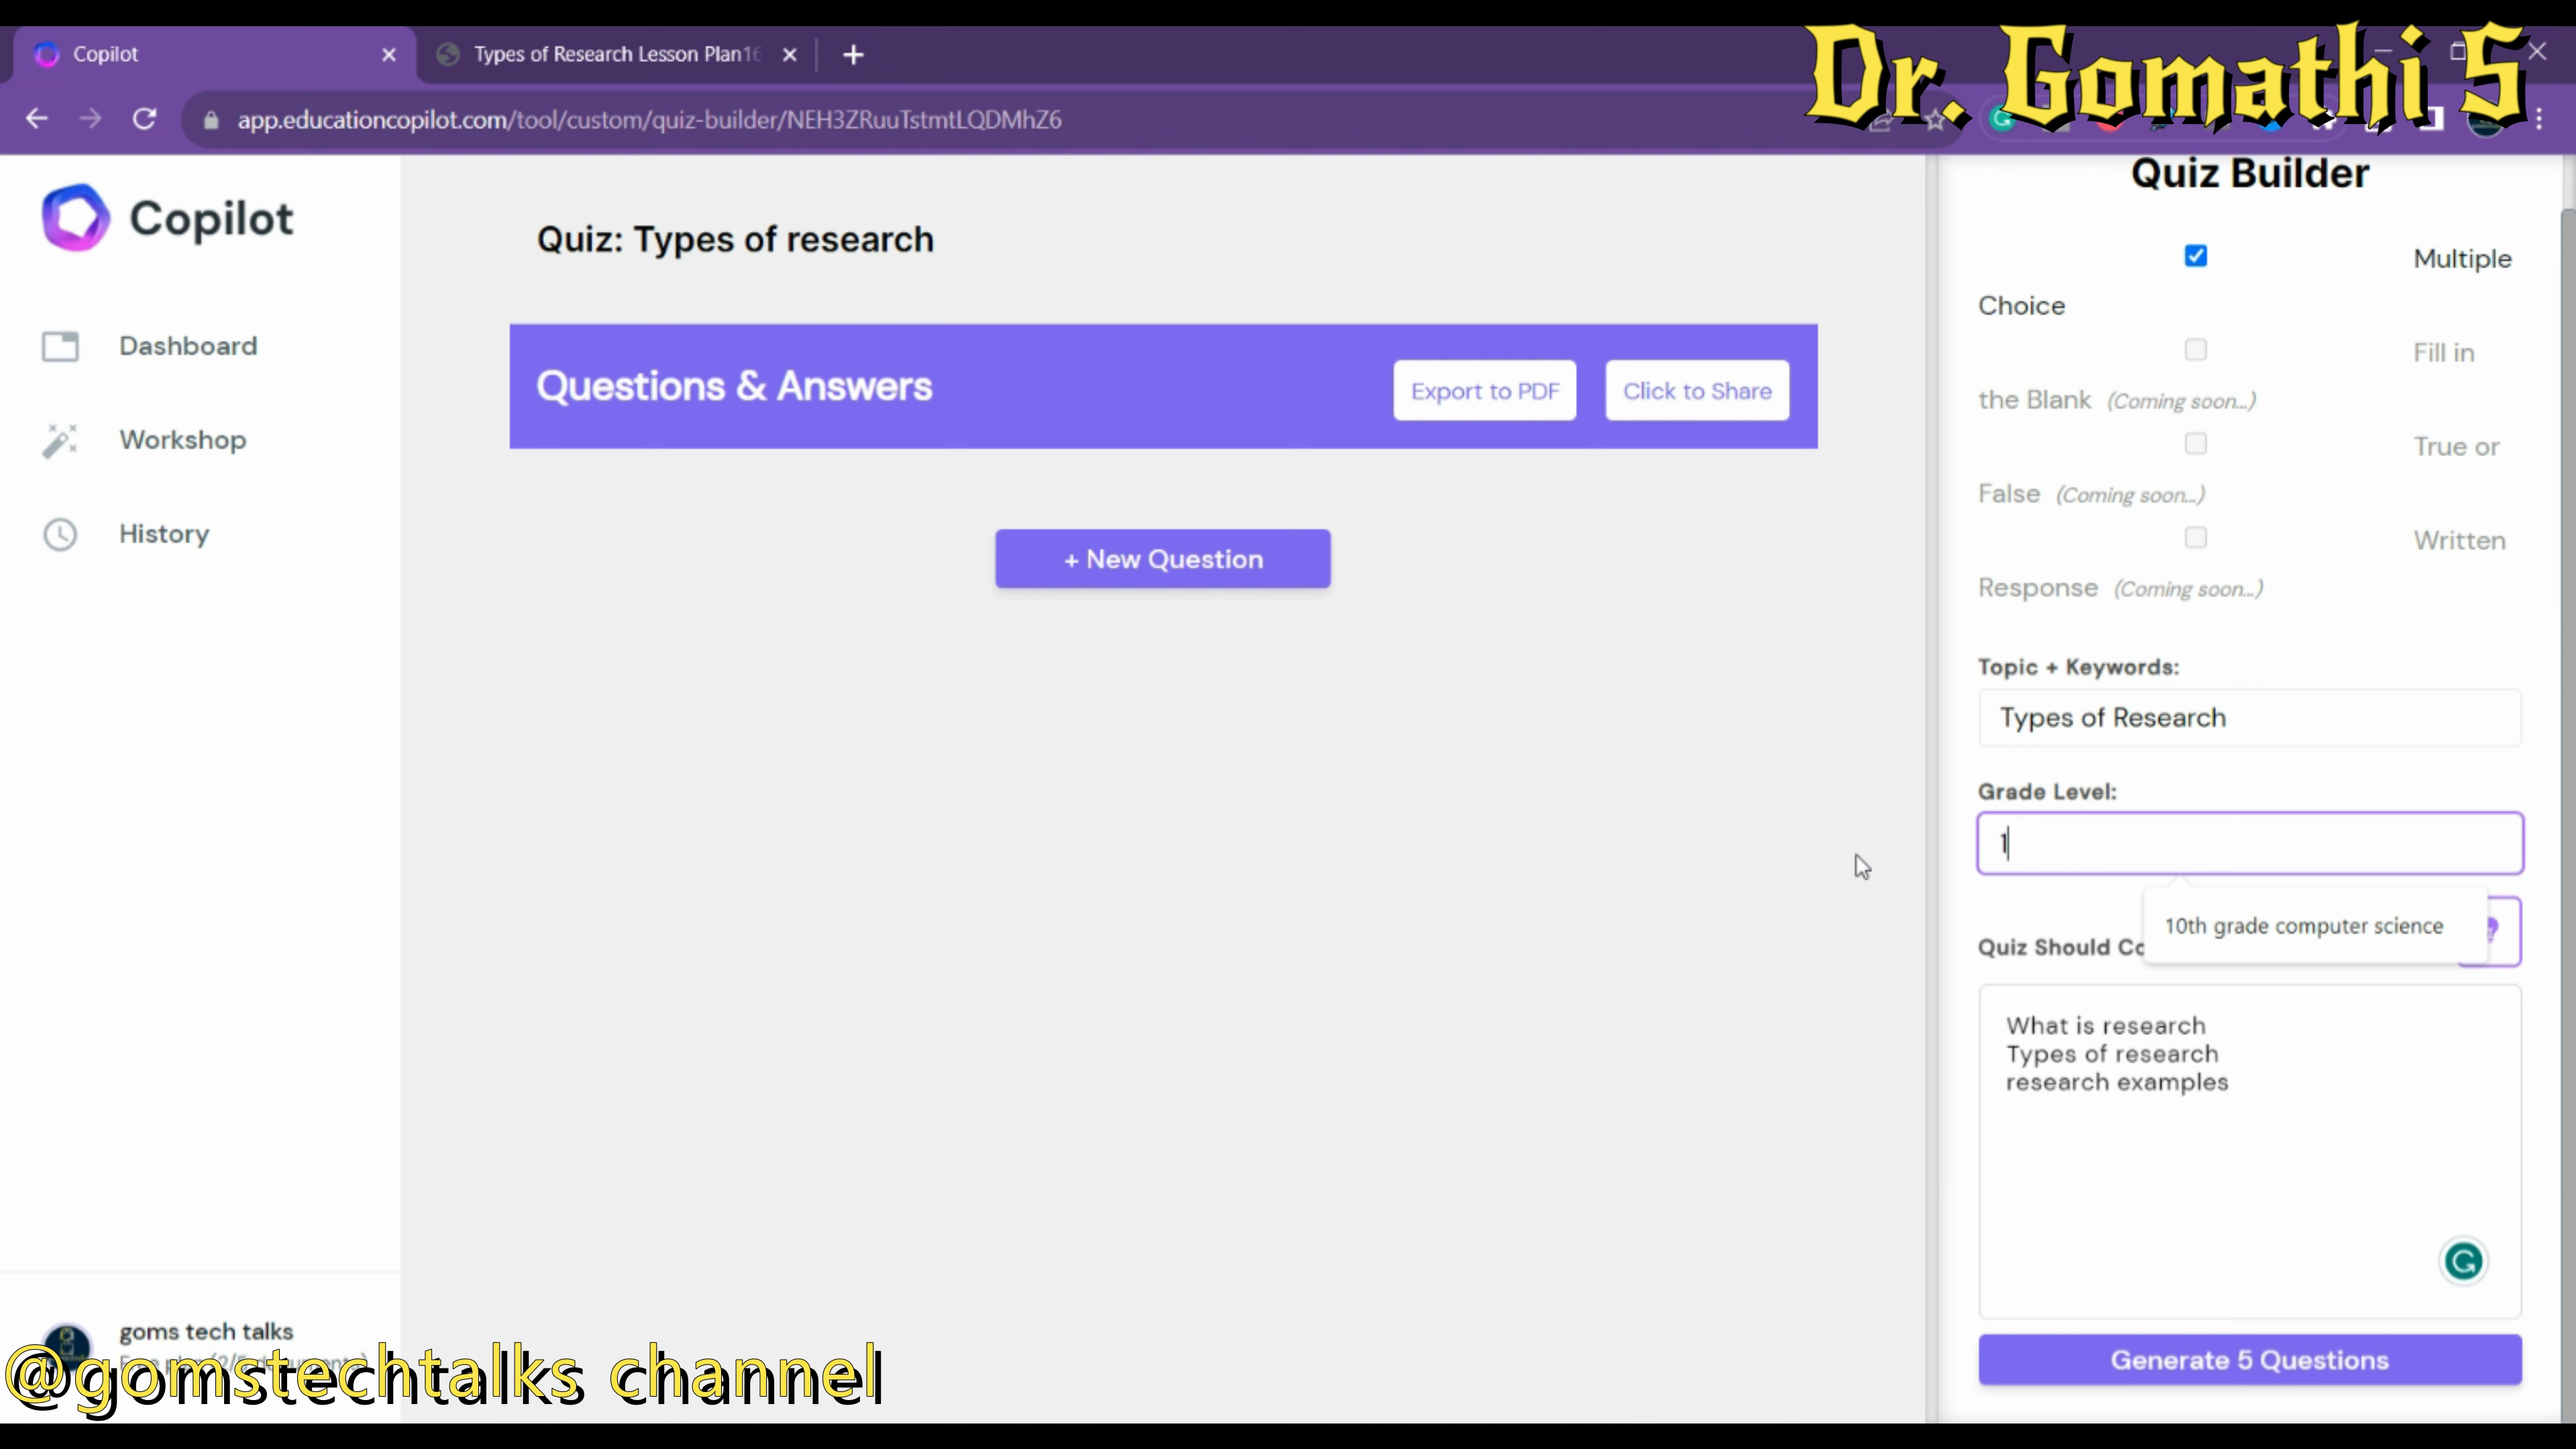 Copilot
Types of Research Lesson Plan16
Dr. Gomathi S
app.educationcopilot.com/tool/custom/quiz-builder/NEH3ZRuuTstmtLQDMhZ6
Copilot
Dashboard
Workshop
History
Quiz: Types of research
Questions & Answers
Export to PDF
Click to Share
+ New Question
Quiz Builder
Multiple
Choice
Fill in
the Blank (Coming soon...)
True or
False (Coming soon...)
Written
Response (Coming soon...)
Topic + Keywords:
Types of Research
Grade Level:
1
10th grade computer science
Quiz Should Co
What is research
Types of research
research examples
Generate 5 Questions
goms tech talks
@gomstechtalks channel